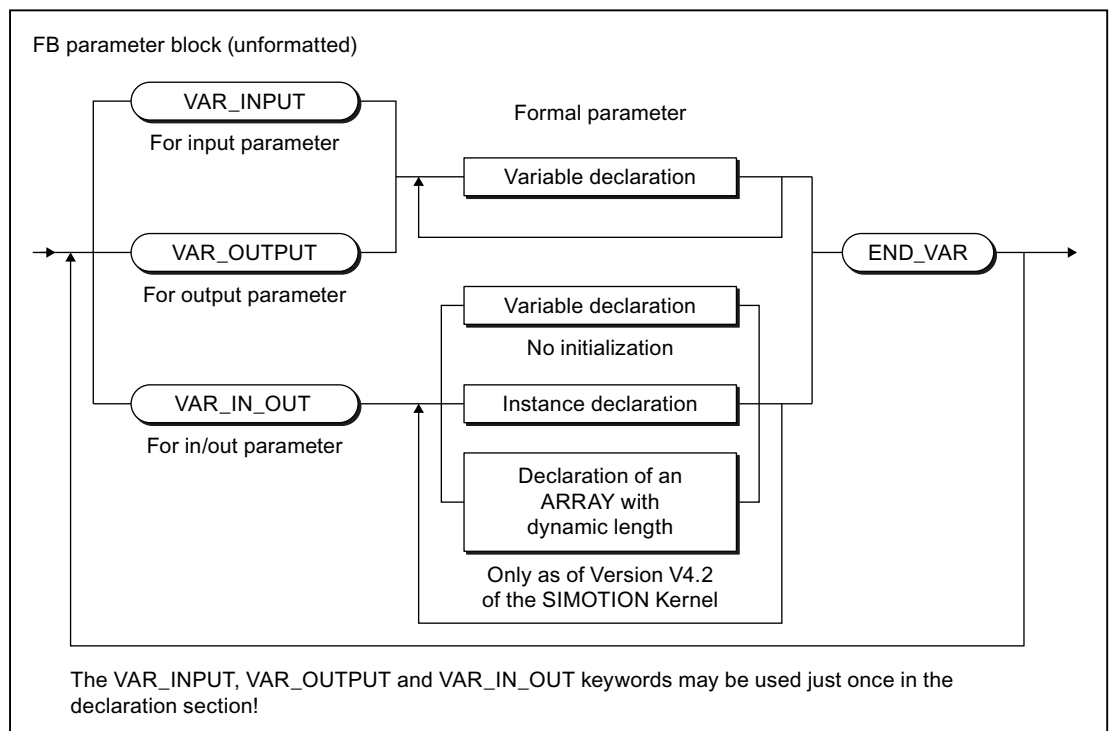 FB parameter block (unformatted)
VAR_INPUT
For input parameter
Formal parameter
Variable declaration
VAR_OUTPUT
For output parameter
END_VAR
Variable declaration
No initialization
VAR_IN_OUT
For in/out parameter
Instance declaration
Declaration of an
ARRAY with
dynamic length
Only as of Version V4.2
of the SIMOTION Kernel
The VAR_INPUT, VAR_OUTPUT and VAR_IN_OUT keywords may be used just once in the
declaration section!